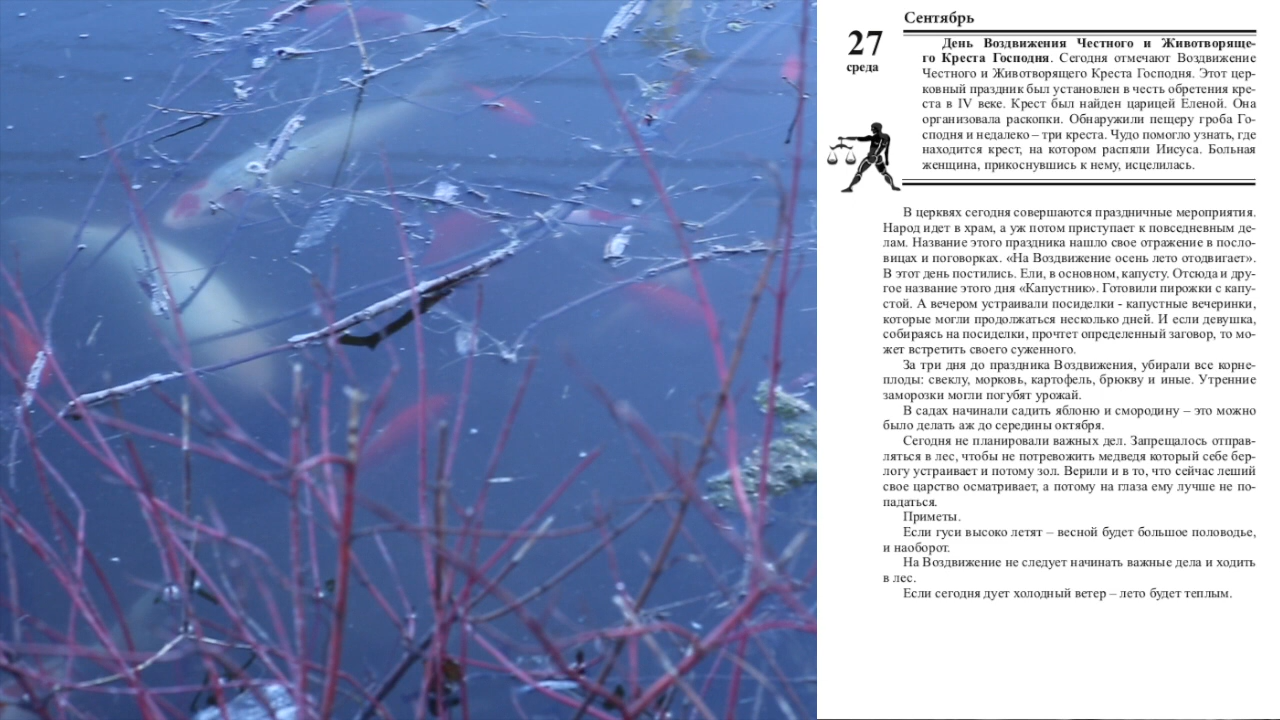 Сентябрь
27
среда
День Воздвижения Честного и Животворяще-
го Креста Господня. Сегодня отмечают Воздвижение
Честного и Животворящего Креста Господня. Этот цер-
ковный праздник был установлен в честь обретения кре-
ста в IV веке. Крест был найден царицей Еленой. Она
организовала раскопки. Обнаружили пещеру гроба Го-
сподня и недалеко – три креста. Чудо помогло узнать, где
находится крест, на котором распяли Иисуса. Больная
женщина, прикоснувшись к нему, исцелилась.
В церквях сегодня совершаются праздничные мероприятия.
Народ идет в храм, а уж потом приступает к повседневным де-
лам. Название этого праздника нашло свое отражение в посло-
вицах и поговорках. «На Воздвижение осень лето отодвигает».
В этот день постились. Ели, в основном, капусту. Отсюда и дру-
гое название этого дня «Капустник». Готовили пирожки с капу-
стой. А вечером устраивали посиделки - капустные вечеринки,
которые могли продолжаться несколько дней. И если девушка,
собираясь на посиделки, прочтет определенный заговор, то мо-
жет встретить своего суженного.
За три дня до праздника Воздвижения, убирали все корне-
плоды: свеклу, морковь, картофель, брюкву и иные. Утренние
заморозки могли погубят урожай.
В садах начинали садить яблоню и смородину – это можно
было делать аж до середины октября.
Сегодня не планировали важных дел. Запрещалось отправ-
ляться в лес, чтобы не потревожить медведя который себе бер-
логу устраивает и потому зол. Верили и в то, что сейчас леший
свое царство осматривает, а потому на глаза ему лучше не по-
падаться.
Приметы.
Если гуси высоко летят – весной будет большое половодье,
и наоборот.
На Воздвижение не следует начинать важные дела и ходить
в лес.
Если сегодня дует холодный ветер – лето будет теплым.